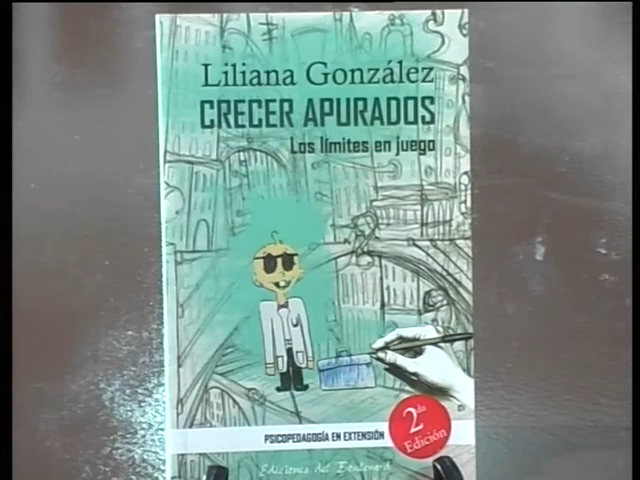 Liliana González
CRECER APURADOS
Los límites en juego
2da
Edición
PSICOPEDAGOGÍA EN EXTENSIÓN
Ediciones del Boulevard